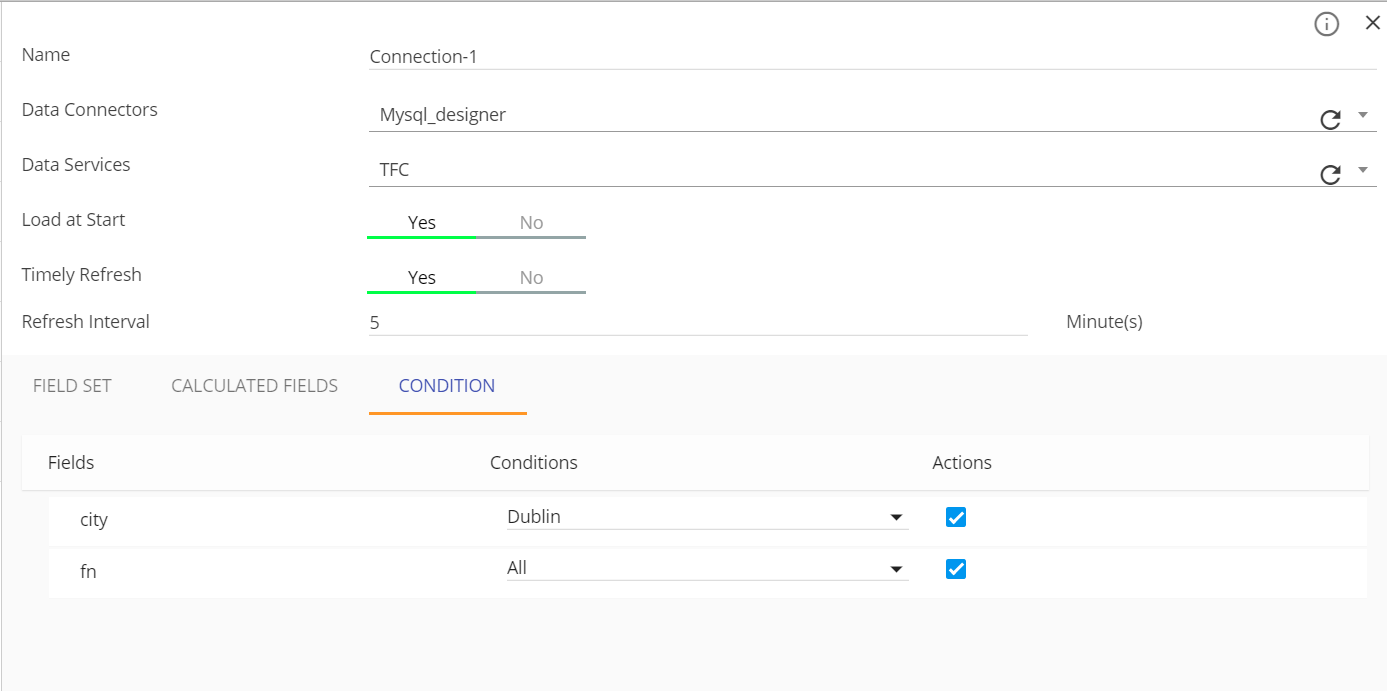 Name Connection-1
Data Connectors Mysql_designer
Data Services TFC
Load at Start Yes No
Timely Refresh Yes No
Refresh Interval 5 Minute(s)
FIELD SET CALCULATED FIELDS CONDITION
Fields Conditions Actions
city Dublin
fn All